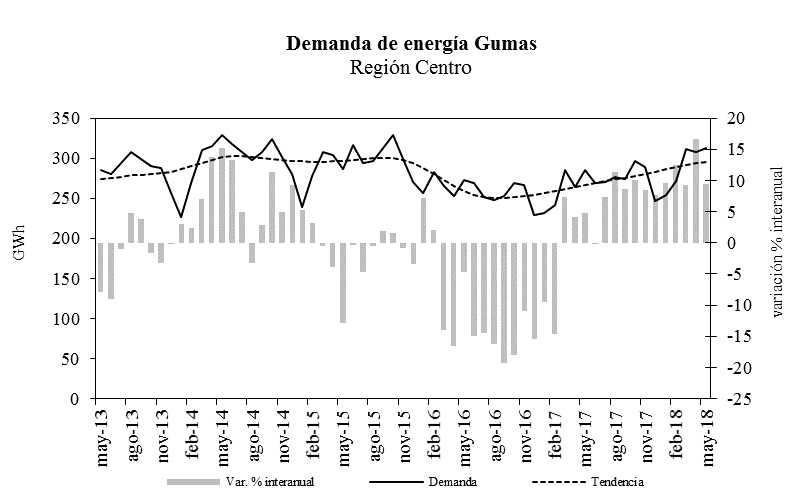 Demanda de energía Gumas
Región Centro
GWh
350
300
250
200
150
100
50
0
20
15
10
5
0
-5
-10
-15
-20
-25
variación % interanual
may-13
ago-13
nov-13
feb-14
may-14
ago-14
nov-14
feb-15
may-15
ago-15
nov-15
feb-16
may-16
ago-16
nov-16
feb-17
may-17
ago-17
nov-17
feb-18
may-18
Var. % interanual
Demanda
Tendencia